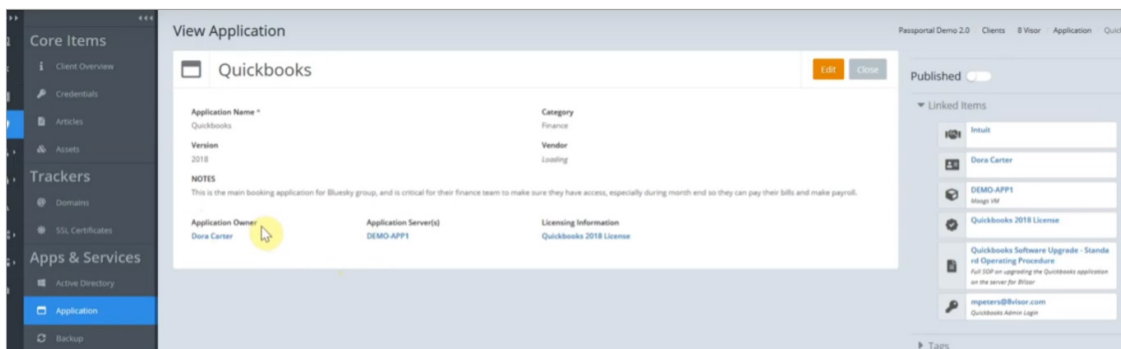 Core Items
Client Overview
Credentials
Articles
Assets
Trackers
Domains
SSL Certificates
Apps & Services
Active Directory
Application
Backup
View Application
Passportal Demo 2.0 Clients 8 Visor Application Quick
Quickbooks
Edit Close
Application Name *
Quickbooks
Category
Finance
Version
2018
Vendor
Loading
NOTES
This is the main booking application for Bluesky group, and is critical for their finance team to make sure they have access, especially during month end so they can pay their bills and make payroll.
Application Owner
Dora Carter
Application Server(s)
DEMO-APP1
Licensing Information
Quickbooks 2018 License
Published
Linked Items
Intuit
Dora Carter
DEMO-APP1
Moogs VM
Quickbooks 2018 License
Quickbooks Software Upgrade - Standa
rd Operating Procedure
Full SOP on upgrading the Quickbooks application
on the server for 8Visor
mpeters@8visor.com
Quickbooks Admin Login
Tags